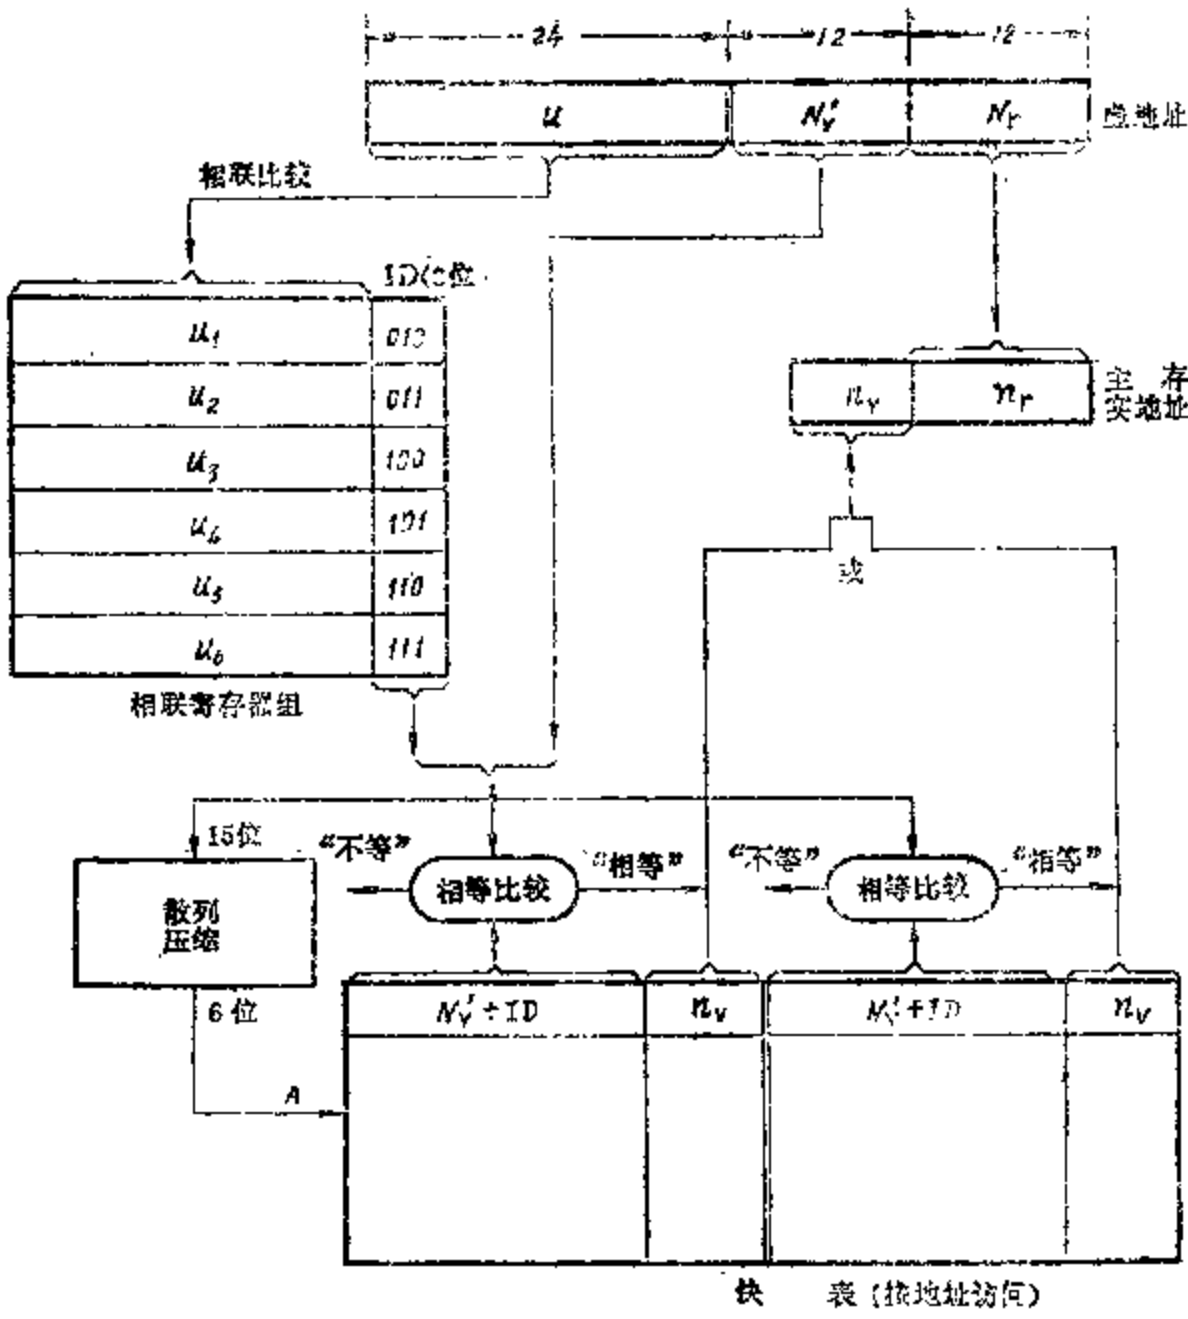 24 12 12
u N'v Nr 虚地址
相联比较
ID(3位
u1 010
u2 011
u3 100
u4 101
u5 110
u6 111
相联寄存器组
nv nr 主 存
实地址
或
15位 “不等” “相等” “不等” “相等”
散列 相等比较 相等比较
压缩
6位
N'v+ID nv N'v+ID nv
A
快 表(按地址访问)